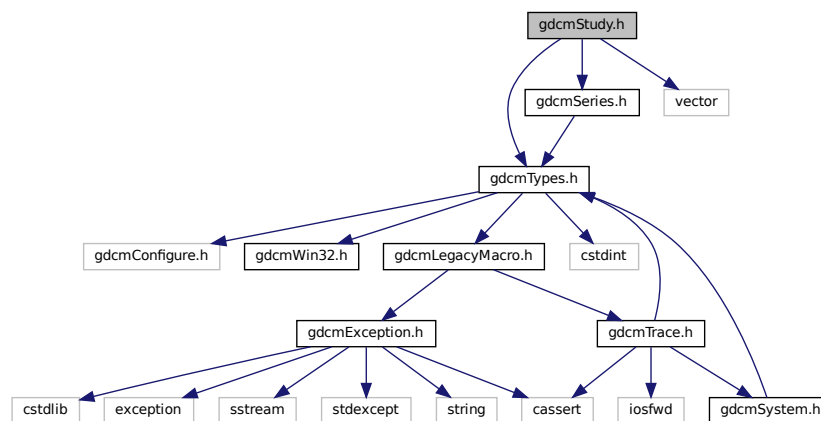 gdcmStudy.h
gdcmSeries.h
vector
gdcmTypes.h
gdcmConfigure.h
gdcmWin32.h
gdcmLegacyMacro.h
cstdint
gdcmException.h
gdcmTrace.h
cstdlib
exception
sstream
stdexcept
string
cassert
iosfwd
gdcmSystem.h